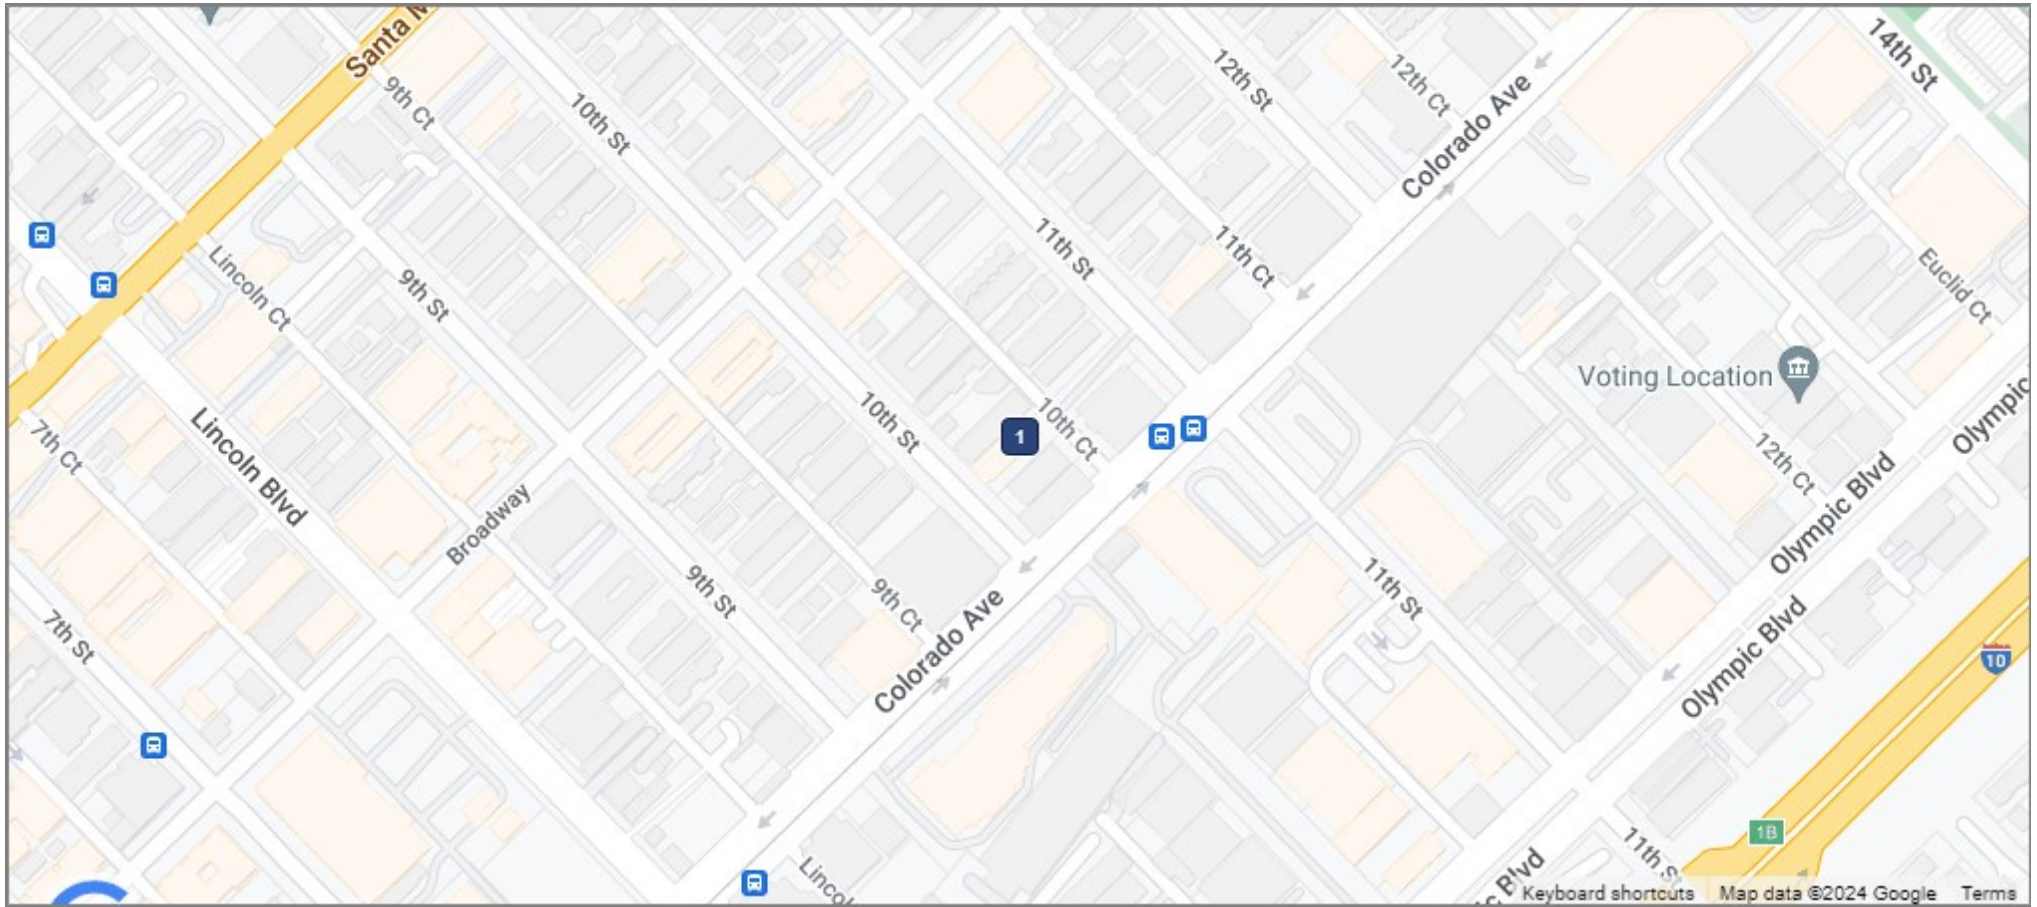 Santa M
14th St
9th Ct
10th St
12th St
12th Ct
Colorado Ave
11th St
11th Ct
Lincoln Ct
9th St
Euclid Ct
Voting Location
7th Ct
Lincoln Blvd
10th St
1
10th Ct
12th Ct
Olympic
Olympic Blvd
Broadway
9th St
9th Ct
11th St
7th St
Colorado Ave
Olympic Blvd
10
1B
11th St
Lincol
c Blvd
Keyboard shortcuts
Map data ©2024 Google
Terms